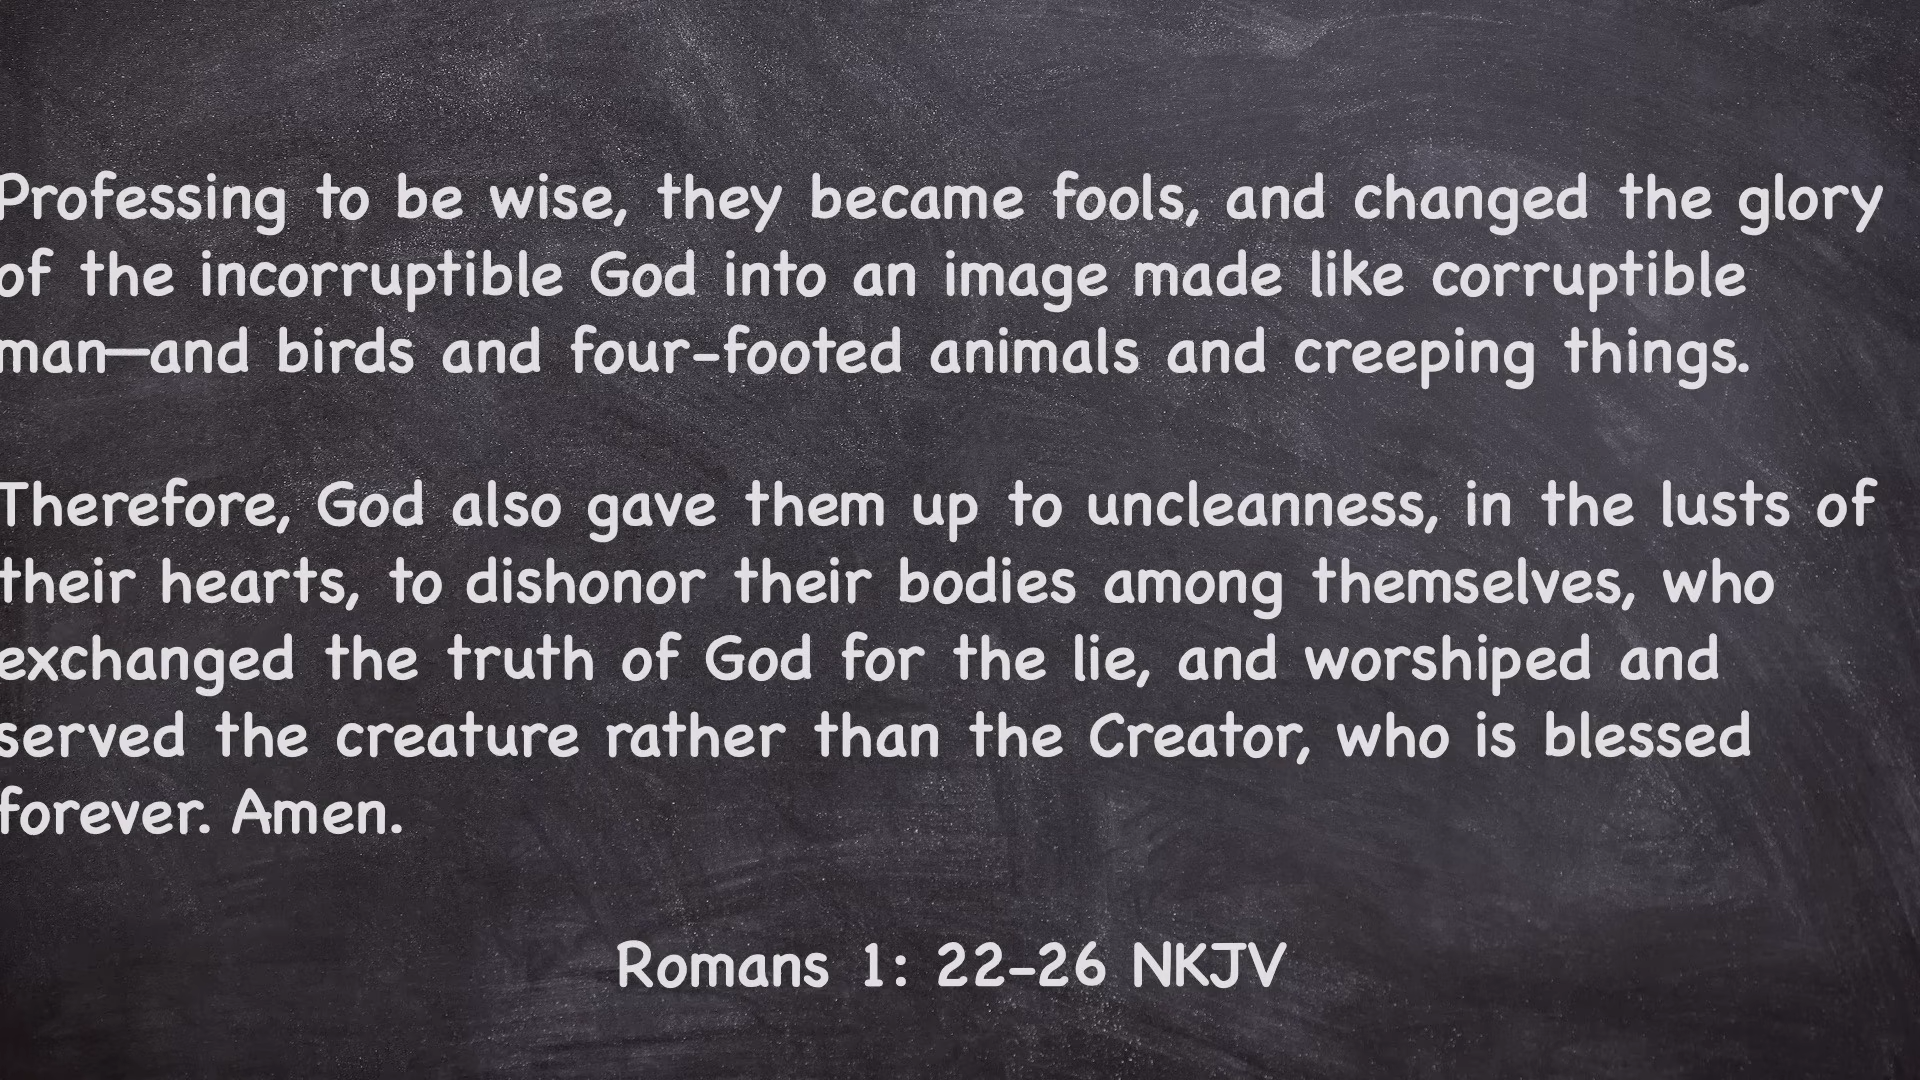 Professing to be wise, they became fools, and changed the glory
of the incorruptible God into an image made like corruptible
man—and birds and four-footed animals and creeping things.
Therefore, God also gave them up to uncleanness, in the lusts of
their hearts, to dishonor their bodies among themselves, who
exchanged the truth of God for the lie, and worshiped and
served the creature rather than the Creator, who is blessed
forever. Amen.
Romans 1: 22-26 NKJV